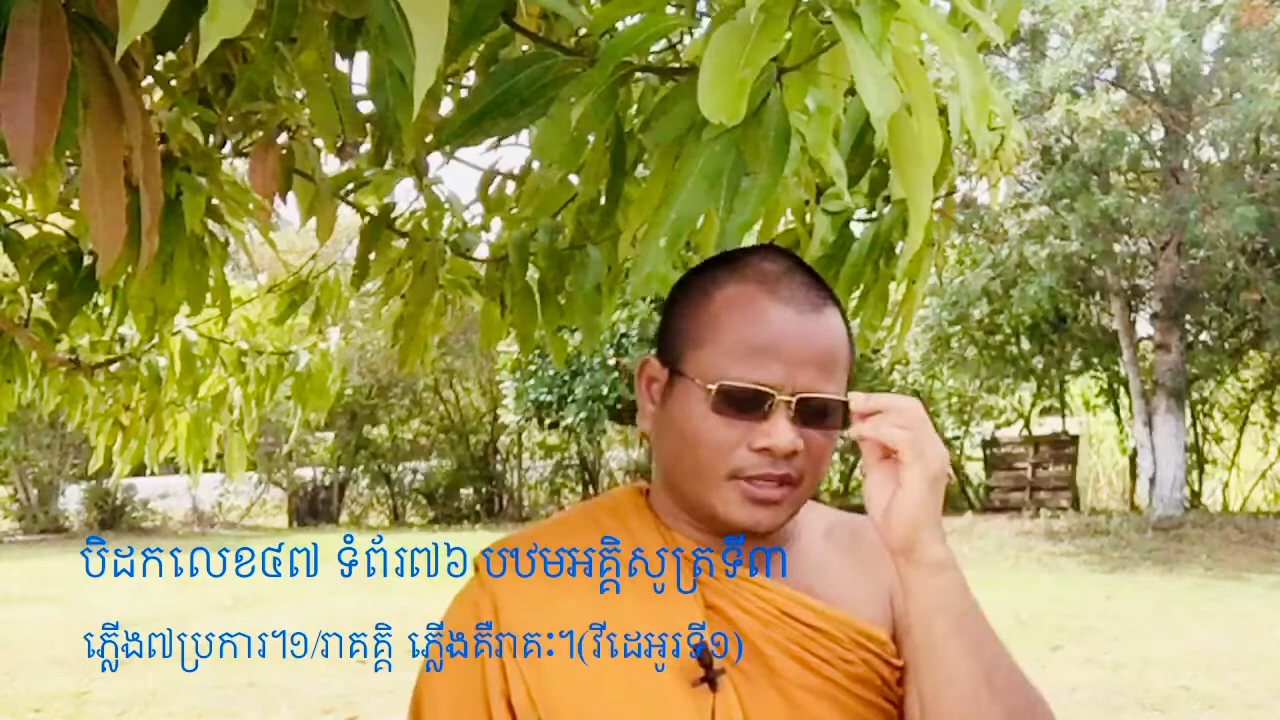 បិដកលេខ៤៧ ទំព័រ៧៦ បឋមអគ្គិសូត្រទី៣
ភ្លើង៧ប្រការ។១/រាគគ្គិ ភ្លើងគឺរាគៈ។(វីដេអូរទី១)